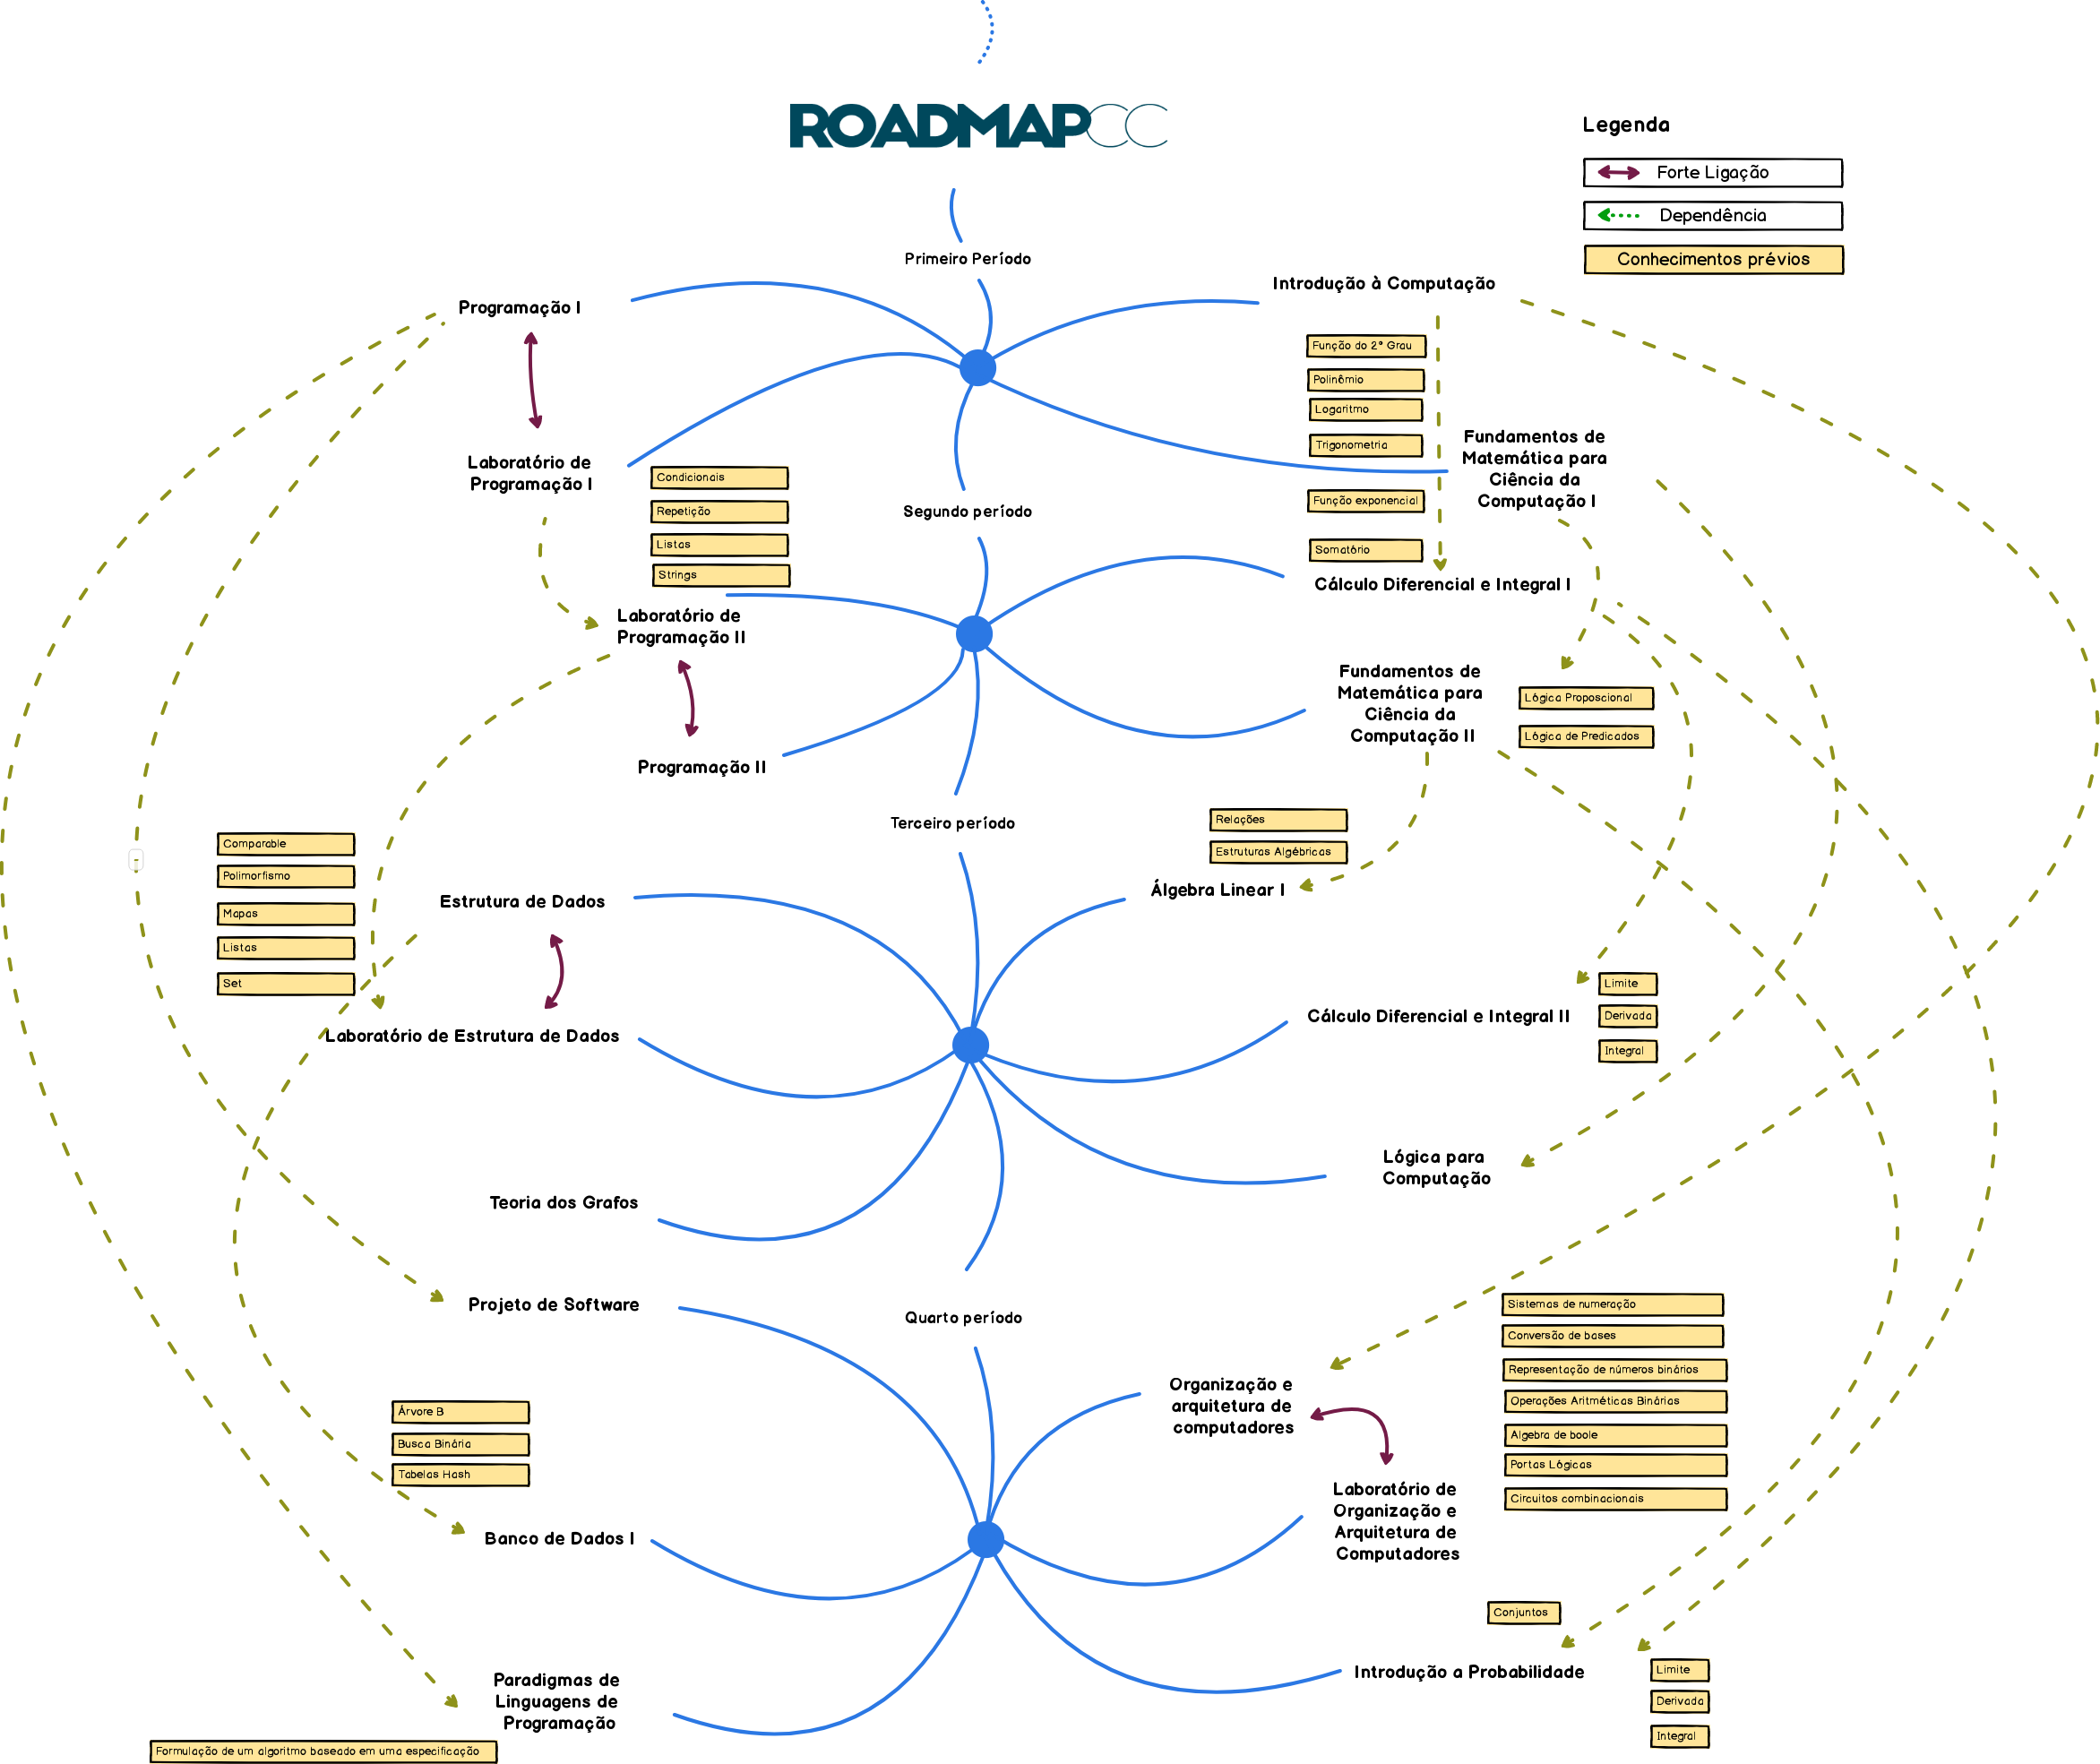 ROADMAPCC
Legenda
Forte Ligação
Dependência
Conhecimentos prévios
Primeiro Período
Programação I
Introdução à Computação
Função do 2° Grau
Polinômio
Logaritmo
Trigonometria
Função exponencial
Somatório
Fundamentos de
Matemática para
Ciência da
Computação I
Laboratório de
Programação I
Condicionais
Repetição
Listas
Strings
Segundo período
Cálculo Diferencial e Integral I
Laboratório de
Programação II
Fundamentos de
Matemática para
Ciência da
Computação II
Lógica Proposcional
Lógica de Predicados
Programação II
Terceiro período
Relações
Estruturas Algébricas
Álgebra Linear I
Comparable
Polimorfismo
Mapas
Listas
Set
Estrutura de Dados
Laboratório de Estrutura de Dados
Cálculo Diferencial e Integral II
Limite
Derivada
Integral
Lógica para
Computação
Teoria dos Grafos
Quarto período
Projeto de Software
Sistemas de numeração
Conversão de bases
Representação de números binários
Operações Aritméticas Binárias
Algebra de boole
Portas Lógicas
Circuitos combinacionais
Organização e
arquitetura de
computadores
Árvore B
Busca Binária
Tabelas Hash
Banco de Dados I
Laboratório de
Organização e
Arquitetura de
Computadores
Conjuntos
Introdução a Probabilidade
Limite
Derivada
Integral
Paradigmas de
Linguagens de
Programação
Formulação de um algoritmo baseado em uma especificação